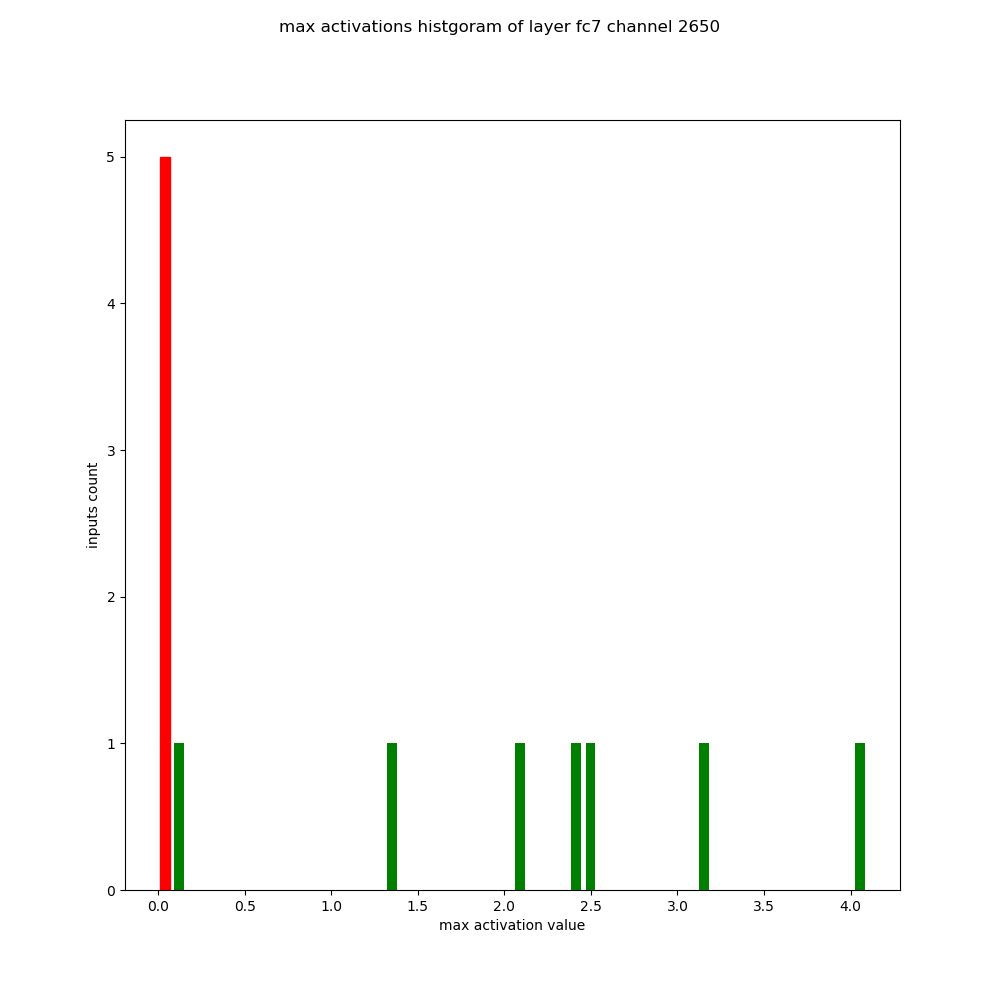 max activations histgoram of layer fc7 channel 2650
5
4
3
2
1
0
inputs count
0.0 0.5 1.0 1.5 2.0 2.5 3.0 3.5 4.0
max activation value